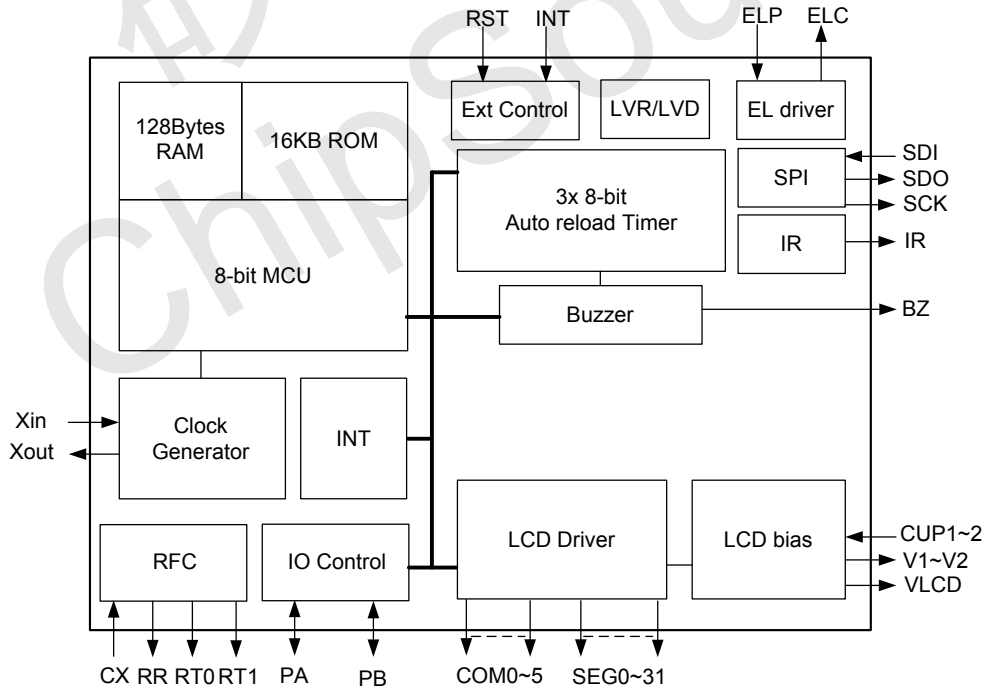 RST INT ELP ELC
128Bytes
RAM
16KB ROM
Ext Control
LVR/LVD
EL driver
SDI
SPI
SDO
SCK
3x 8-bit
Auto reload Timer
IR
IR
8-bit MCU
Buzzer
BZ
Xin
Xout
Clock
Generator
INT
RFC
IO Control
LCD Driver
LCD bias
CUP1~2
V1~V2
VLCD
CX RR RT0 RT1 PA PB COM0~5 SEG0~31